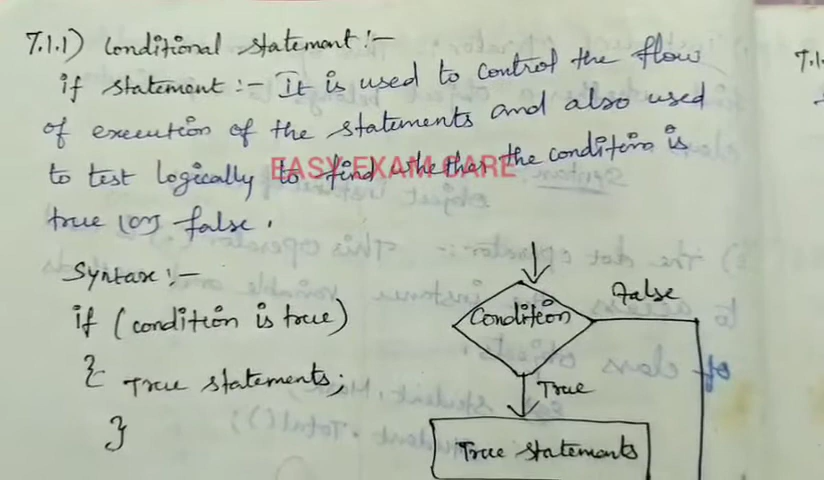 7.1.1) Conditional statement :-
if statement :- It is used to control the flow
of execution of the statements and also used
to test logically to find whether the condition is
EASY EXAM CARE
true (or) false.
Syntax :-
if (condition is true)
{ True statements;
}
Condition
False
True
True statements
7.1.